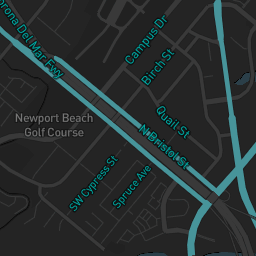 Corona Del Mar Fwy
Campus Dr
Birch St
Quail St
N Bristol St
Newport Beach
Golf Course
SW Cypress St
Spruce Ave